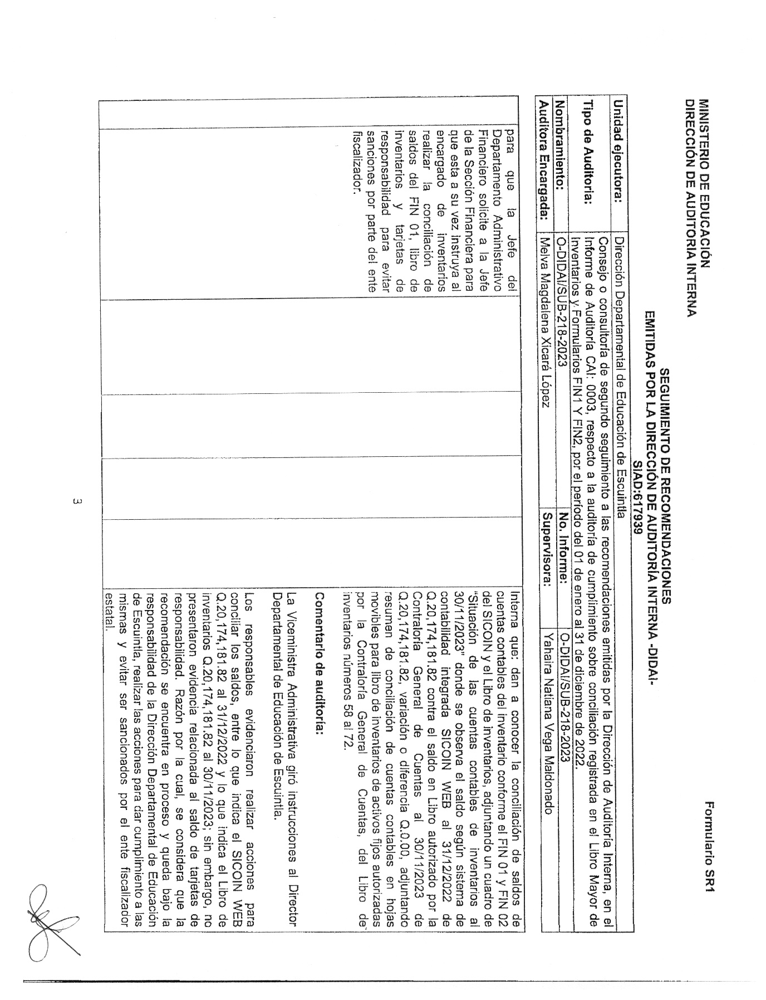 MINISTERIO DE EDUCACIÓN
DIRECCIÓN DE AUDITORIA INTERNA
Formulario SR1
SEGUIMIENTO DE RECOMENDACIONES
EMITIDAS POR LA DIRECCIÓN DE AUDITORÍA INTERNA -DIDAI-
SIAD:617939
Unidad ejecutora: Dirección Departamental de Educación de Escuintla
Tipo de Auditoria: Consejo o consultoría de segundo seguimiento a las recomendaciones emitidas por la Dirección de Auditoría Interna, en el
Informe de Auditoría CAI: 0003, respecto a la auditoría de cumplimiento sobre conciliación registrada en el Libro Mayor de
Inventarios y Formularios FIN1 Y FIN2, por el período del 01 de enero al 31 de diciembre de 2022.
Nombramiento: O-DIDAI/SUB-218-2023 No. Informe: O-DIDAI/SUB-218-2023
Auditora Encargada: Melva Magdalena Xicará López Supervisora: Yahaira Natiana Vega Maldonado
para que la Jefe del
Departamento Administrativo
Financiero solicite a la Jefe
de la Sección Financiera para
que esta a su vez instruya al
encargado de inventarios
realizar la conciliación de
saldos del FIN 01, libro de
inventarios y tarjetas de
responsabilidad para evitar
sanciones por parte del ente
fiscalizador.
Interna que: dan a conocer la conciliación de saldos de
cuentas contables del inventario conforme el FIN 01 y FIN 02
del SICOIN y el Libro de inventarios, adjuntando un cuadro de
"Situación de las cuentas contables de inventarios al
30/11/2023" donde se observa el saldo según sistema de
contabilidad integrada SICOIN WEB al 31/12/2022 de
Q.20,174,181.82 contra el saldo en Libro autorizado por la
Contraloría General de Cuentas al 30/11/2023 de
Q.20,174,181.82, variación o diferencia Q.0.00, adjuntando
resumen de conciliación de cuentas contables en hojas
movibles para libro de inventarios de activos fijos autorizadas
por la Contraloría General de Cuentas, del Libro de
inventarios números 58 al 72.
Comentario de auditoría:
La Viceministra Administrativa giró instrucciones al Director
Departamental de Educación de Escuintla.
Los responsables evidenciaron realizar acciones para
conciliar los saldos, entre lo que indica el SICOIN WEB
Q.20,174,181.82 al 31/12/2022 y lo que indica el Libro de
inventarios Q.20,174,181.82 al 30/11/2023; sin embargo, no
presentaron evidencia relacionada al saldo de tarjetas de
responsabilidad. Razón por la cual, se considera que la
recomendación se encuentra en proceso y queda bajo la
responsabilidad de la Dirección Departamental de Educación
de Escuintla, realizar las acciones para dar cumplimiento a las
mismas y evitar ser sancionados por el ente fiscalizador
estatal.
3